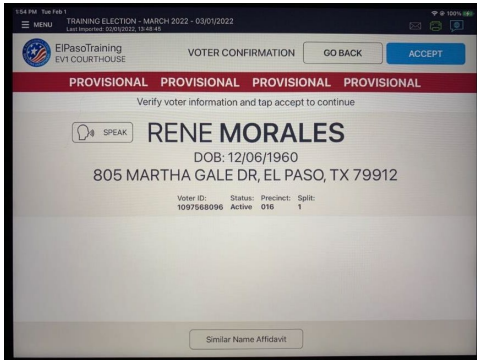 1:54 PM Tue Feb 1
100%
MENU
TRAINING ELECTION - MARCH 2022 - 03/01/2022
Last Imported: 02/01/2022, 13:48:45
ElPasoTraining
EV1 COURTHOUSE
VOTER CONFIRMATION
GO BACK
ACCEPT
PROVISIONAL PROVISIONAL PROVISIONAL PROVISIONAL
Verify voter information and tap accept to continue
SPEAK
RENE MORALES
DOB: 12/06/1960
805 MARTHA GALE DR, EL PASO, TX 79912
Voter ID: Status: Precinct: Split:
1097568096 Active 016 1
Similar Name Affidavit